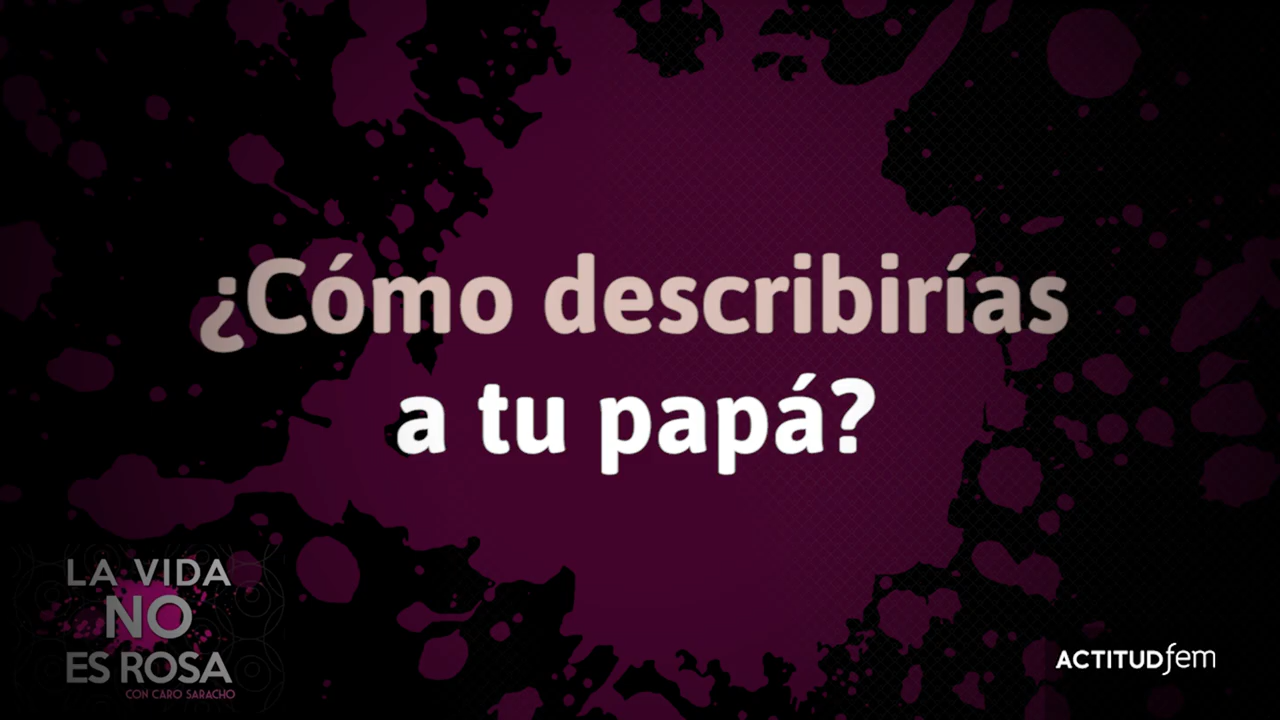 ¿Cómo describirías
a tu papá?
LA VIDA
NO
ES ROSA
CON CARO SARACHO
ACTITUDfem